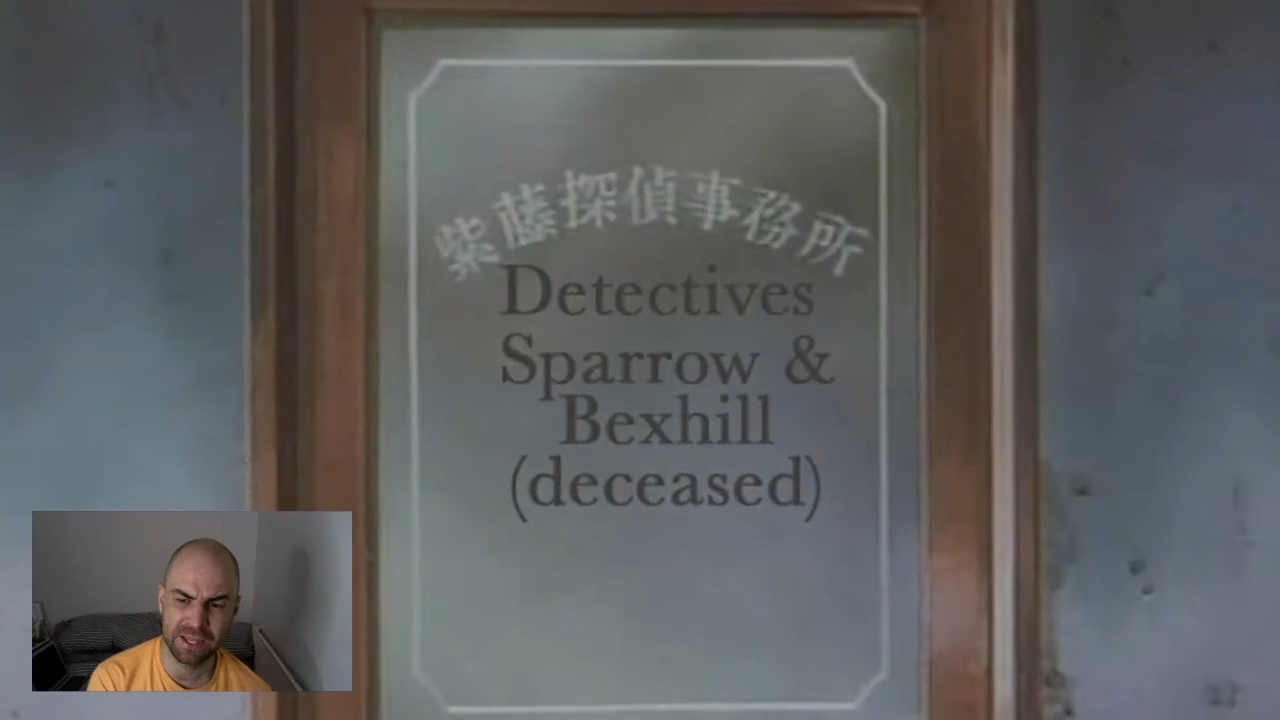 紫藤探偵事務所
Detectives
Sparrow &
Bexhill
(deceased)